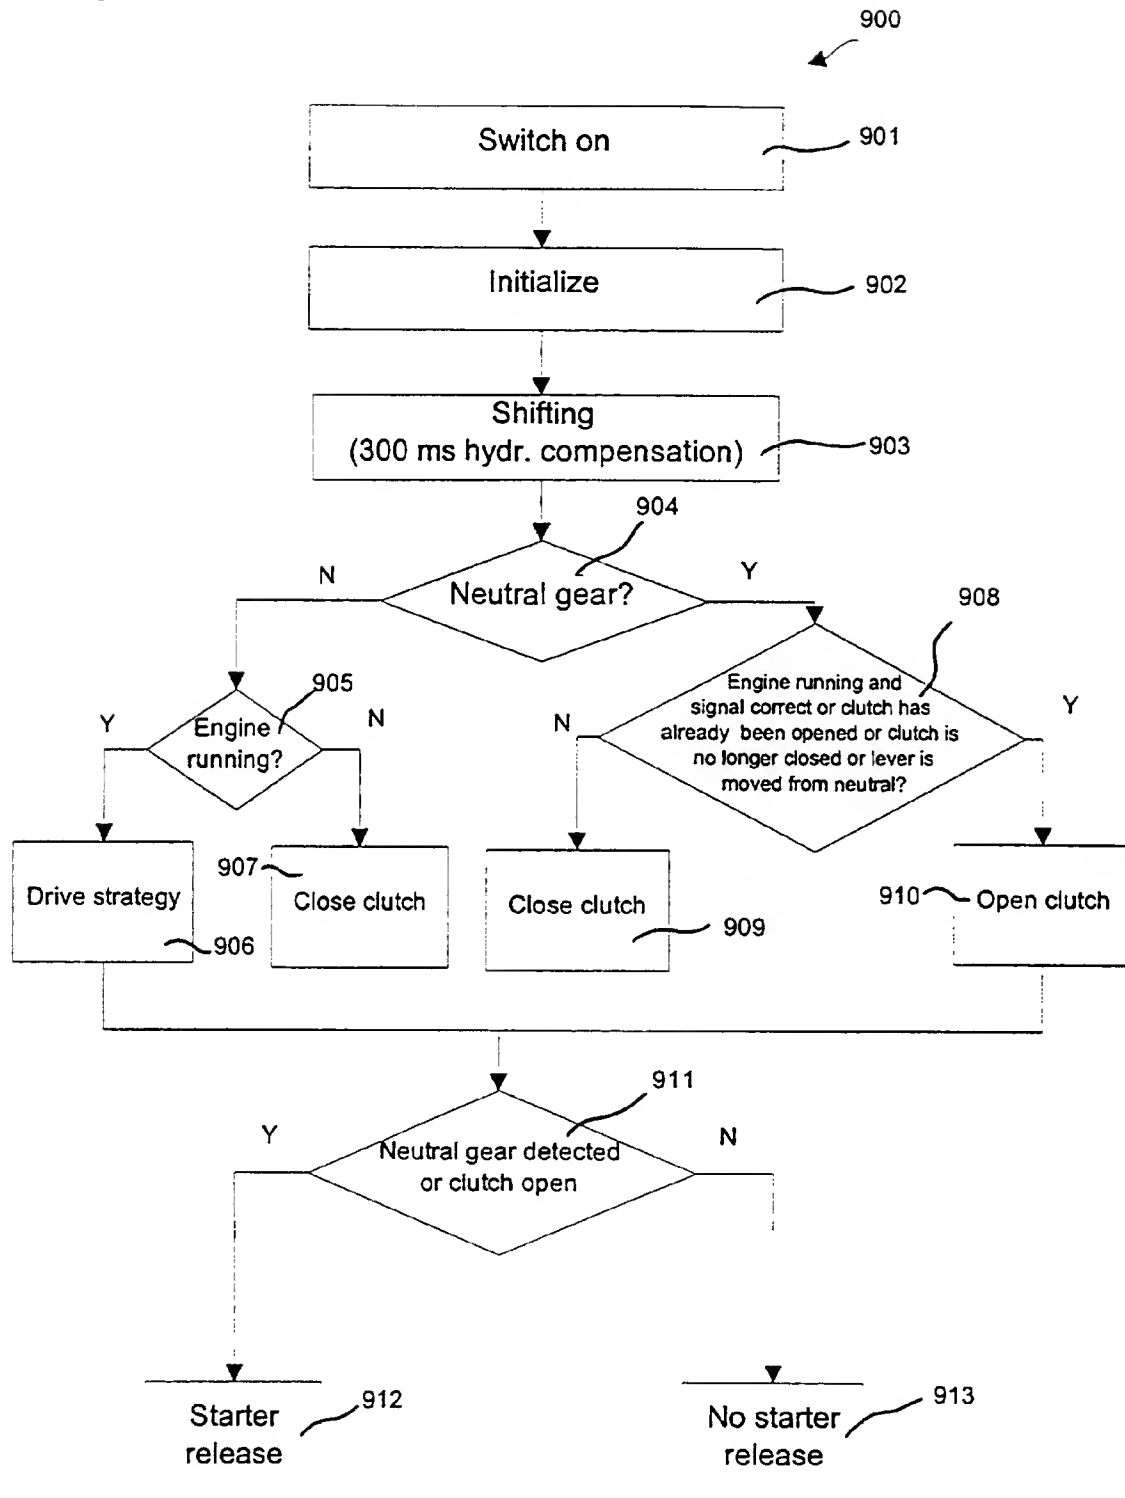 900
Switch on
901
Initialize
902
Shifting
(300 ms hydr. compensation)
903
904
N
Neutral gear?
Y
908
905
Y
Engine
running?
N
N
Engine running and
signal correct or clutch has
already been opened or clutch is
no longer closed or lever is
moved from neutral?
Y
Drive strategy
906
907
Close clutch
Close clutch
909
910
Open clutch
911
Y
Neutral gear detected
or clutch open
N
Starter
release
912
No starter
release
913